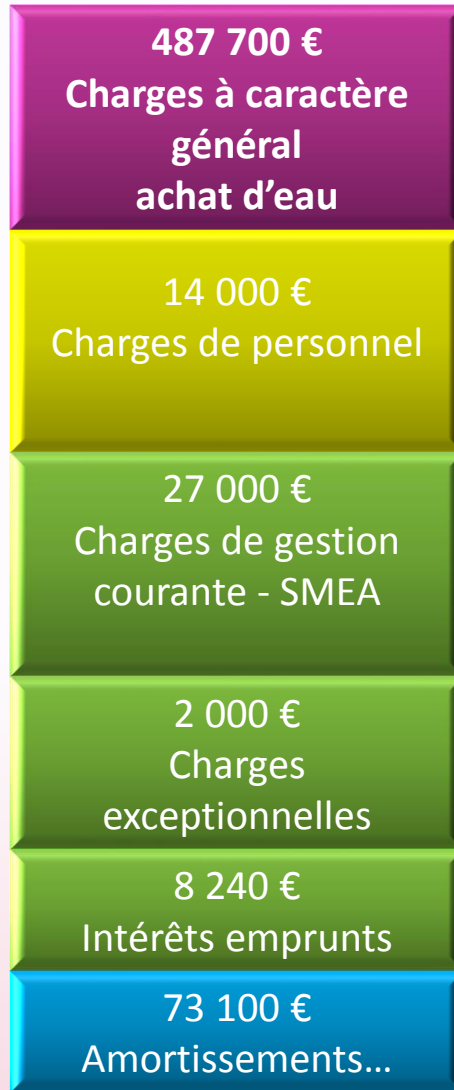 487 700 €
Charges à caractère
général
achat d’eau
14 000 €
Charges de personnel
27 000 €
Charges de gestion
courante - SMEA
2 000 €
Charges
exceptionnelles
8 240 €
Intérêts emprunts
73 100 €
Amortissements…